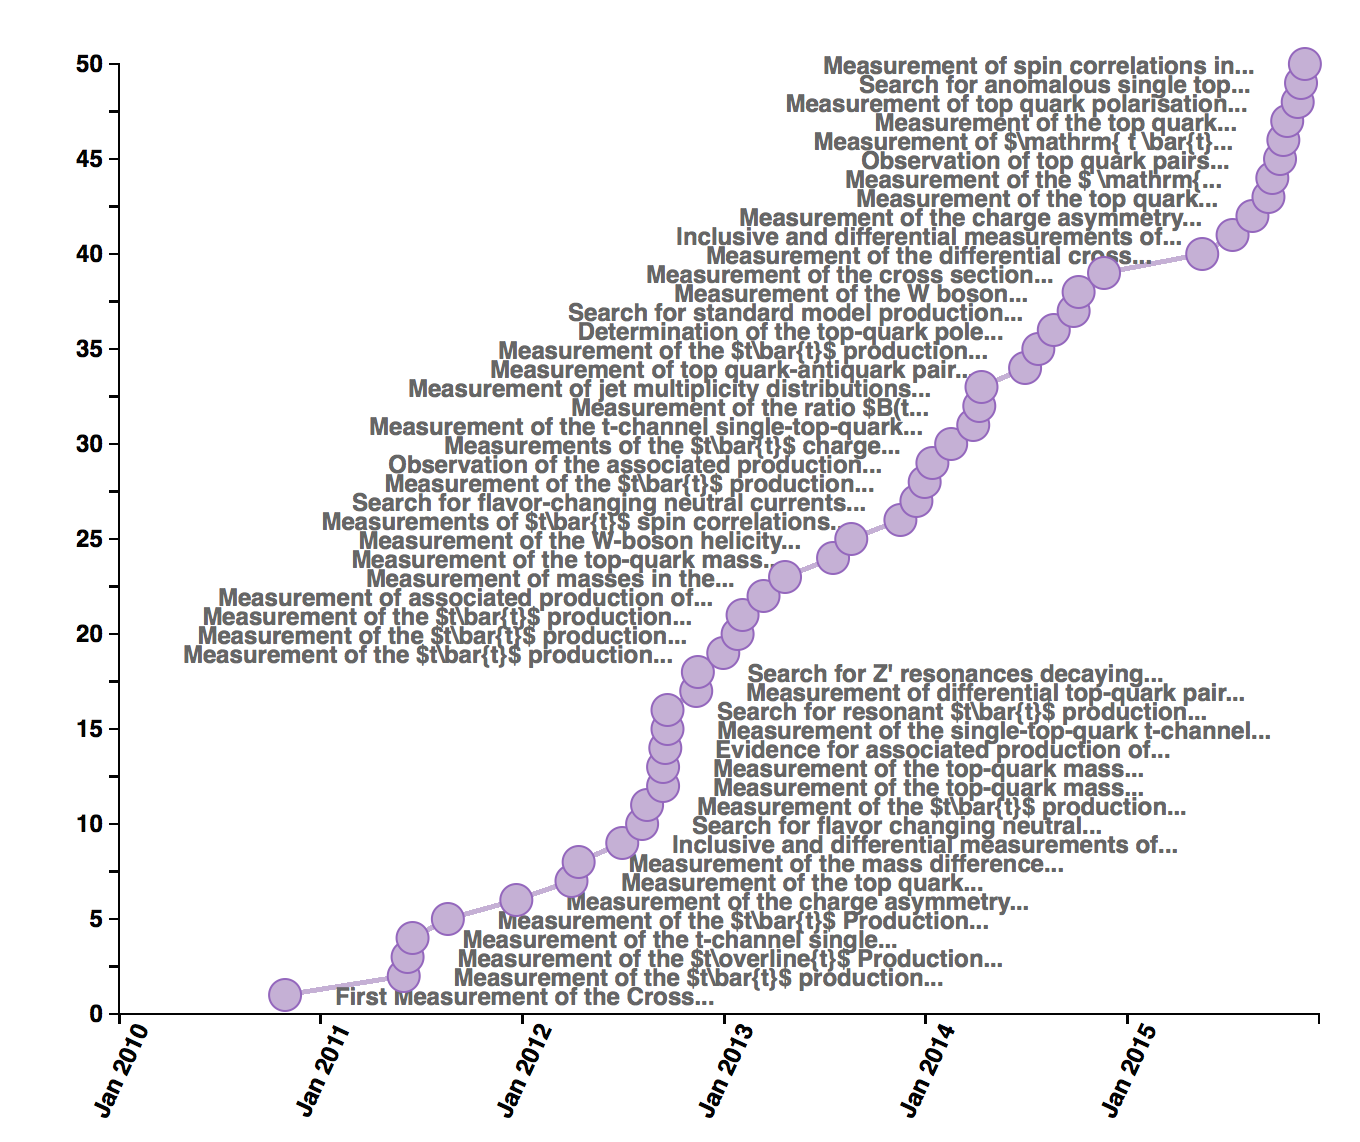 50
Measurement of spin correlations in...
Search for anomalous single top...
Measurement of top quark polarisation...
Measurement of the top quark...
Measurement of $\mathrm{ t \bar{t}...
45
Observation of top quark pairs...
Measurement of the $ \mathrm{...
Measurement of the top quark...
Measurement of the charge asymmetry...
Inclusive and differential measurements of...
40
Measurement of the differential cross...
Measurement of the cross section...
Measurement of the W boson...
Search for standard model production...
Determination of the top-quark pole...
35
Measurement of the $t\bar{t}$ production...
Measurement of top quark-antiquark pair...
Measurement of jet multiplicity distributions...
Measurement of the ratio $B(t...
Measurement of the t-channel single-top-quark...
30
Measurements of the $t\bar{t}$ charge...
Observation of the associated production...
Measurement of the $t\bar{t}$ production...
Search for flavor-changing neutral currents...
Measurements of $t\bar{t}$ spin correlations...
25
Measurement of the W-boson helicity...
Measurement of the top-quark mass...
Measurement of masses in the...
Measurement of associated production of...
Measurement of the $t\bar{t}$ production...
20
Measurement of the $t\bar{t}$ production...
Measurement of the $t\bar{t}$ production...
Search for Z' resonances decaying...
Measurement of differential top-quark pair...
Search for resonant $t\bar{t}$ production...
15
Measurement of the single-top-quark t-channel...
Evidence for associated production of...
Measurement of the top-quark mass...
Measurement of the top-quark mass...
Measurement of the $t\bar{t}$ production...
10
Search for flavor changing neutral...
Inclusive and differential measurements of...
Measurement of the mass difference...
Measurement of the top quark...
Measurement of the charge asymmetry...
5
Measurement of the $t\bar{t}$ Production...
Measurement of the t-channel single...
Measurement of the $t\overline{t}$ Production...
Measurement of the $t\bar{t}$ production...
First Measurement of the Cross...
0
Jan 2010
Jan 2011
Jan 2012
Jan 2013
Jan 2014
Jan 2015